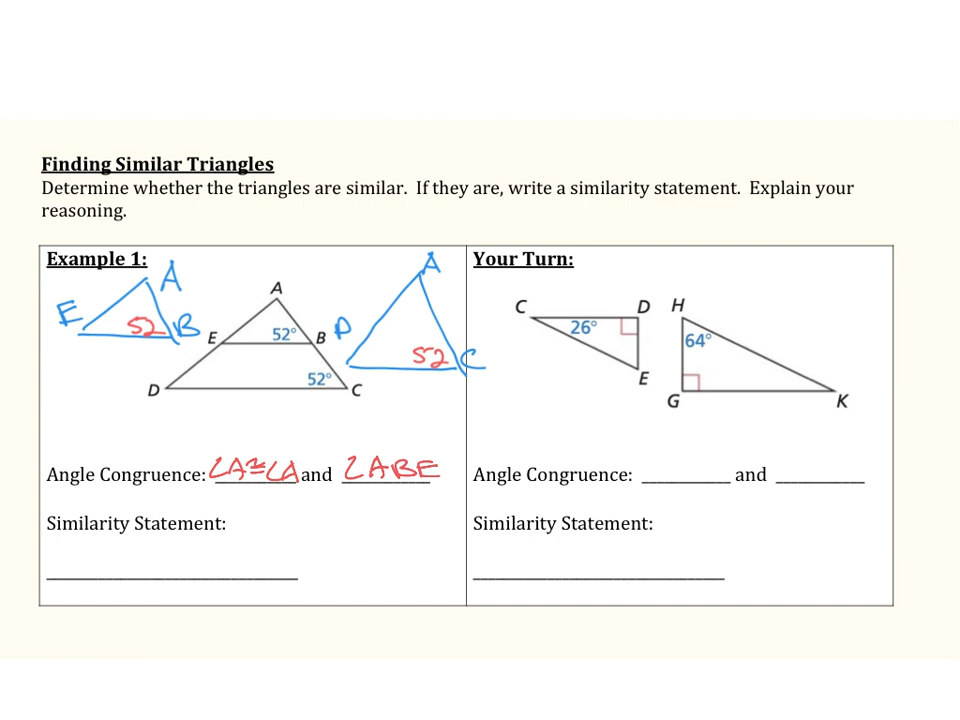 Finding Similar Triangles
Determine whether the triangles are similar. If they are, write a similarity statement. Explain your
reasoning.
Example 1:
A
E
52
B
A
E
52°
B
D
52°
C
A
D
52
C
Angle Congruence: ∠A≅∠A and ∠ABE
Similarity Statement:
Your Turn:
C
D
26°
E
H
64°
G
K
Angle Congruence: __________ and __________
Similarity Statement: